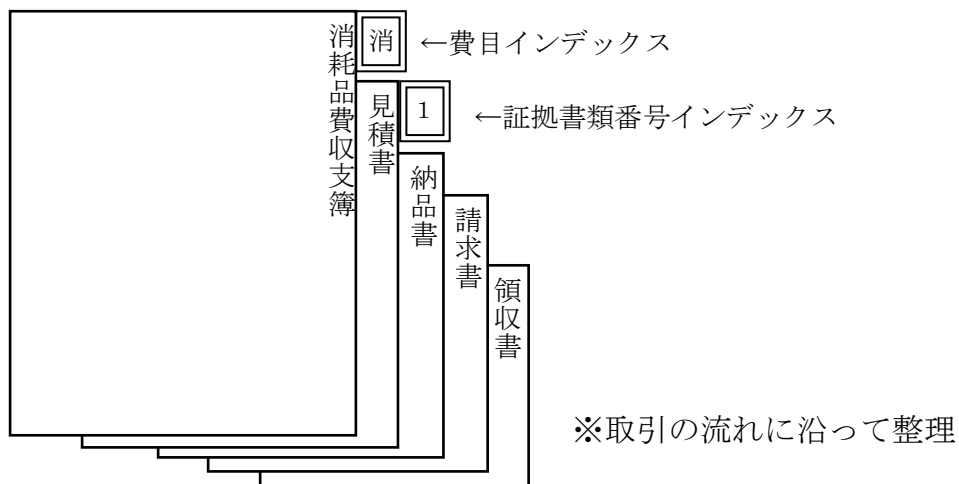 消耗品費収支簿
消
←費目インデックス
見積書
1
←証拠書類番号インデックス
納品書
請求書
領収書
※取引の流れに沿って整理